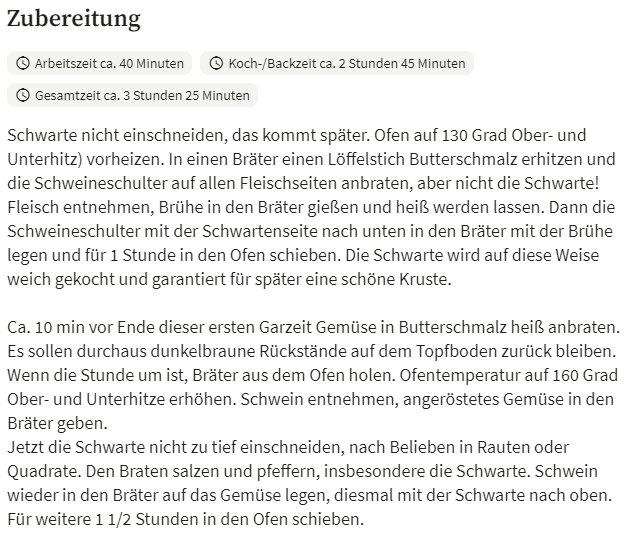 Zubereitung
Arbeitszeit ca. 40 Minuten
Koch-/Backzeit ca. 2 Stunden 45 Minuten
Gesamtzeit ca. 3 Stunden 25 Minuten
Schwarte nicht einschneiden, das kommt später. Ofen auf 130 Grad Ober- und
Unterhitz) vorheizen. In einen Bräter einen Löffelstich Butterschmalz erhitzen und
die Schweineschulter auf allen Fleischseiten anbraten, aber nicht die Schwarte!
Fleisch entnehmen, Brühe in den Bräter gießen und heiß werden lassen. Dann die
Schweineschulter mit der Schwartenseite nach unten in den Bräter mit der Brühe
legen und für 1 Stunde in den Ofen schieben. Die Schwarte wird auf diese Weise
weich gekocht und garantiert für später eine schöne Kruste.
Ca. 10 min vor Ende dieser ersten Garzeit Gemüse in Butterschmalz heiß anbraten.
Es sollen durchaus dunkelbraune Rückstände auf dem Topfboden zurück bleiben.
Wenn die Stunde um ist, Bräter aus dem Ofen holen. Ofentemperatur auf 160 Grad
Ober- und Unterhitze erhöhen. Schwein entnehmen, angeröstetes Gemüse in den
Bräter geben.
Jetzt die Schwarte nicht zu tief einschneiden, nach Belieben in Rauten oder
Quadrate. Den Braten salzen und pfeffern, insbesondere die Schwarte. Schwein
wieder in den Bräter auf das Gemüse legen, diesmal mit der Schwarte nach oben.
Für weitere 1 1/2 Stunden in den Ofen schieben.